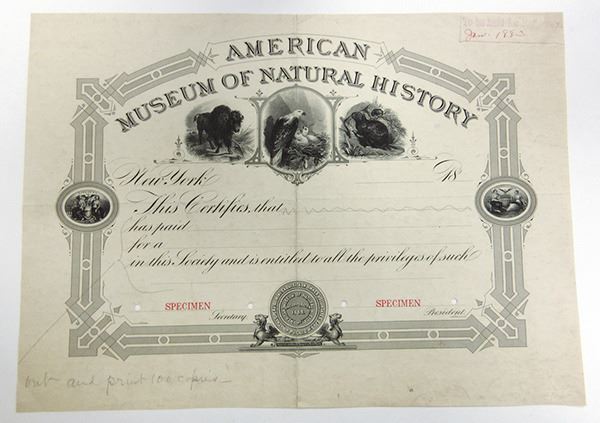 Jan. 1883
AMERICAN
MUSEUM OF NATURAL HISTORY
New York 18
This Certifies, that
has paid
for a
in this Society and is entitled to all the privileges of such
SPECIMEN SPECIMEN
Secretary. President.
and print 100 copies